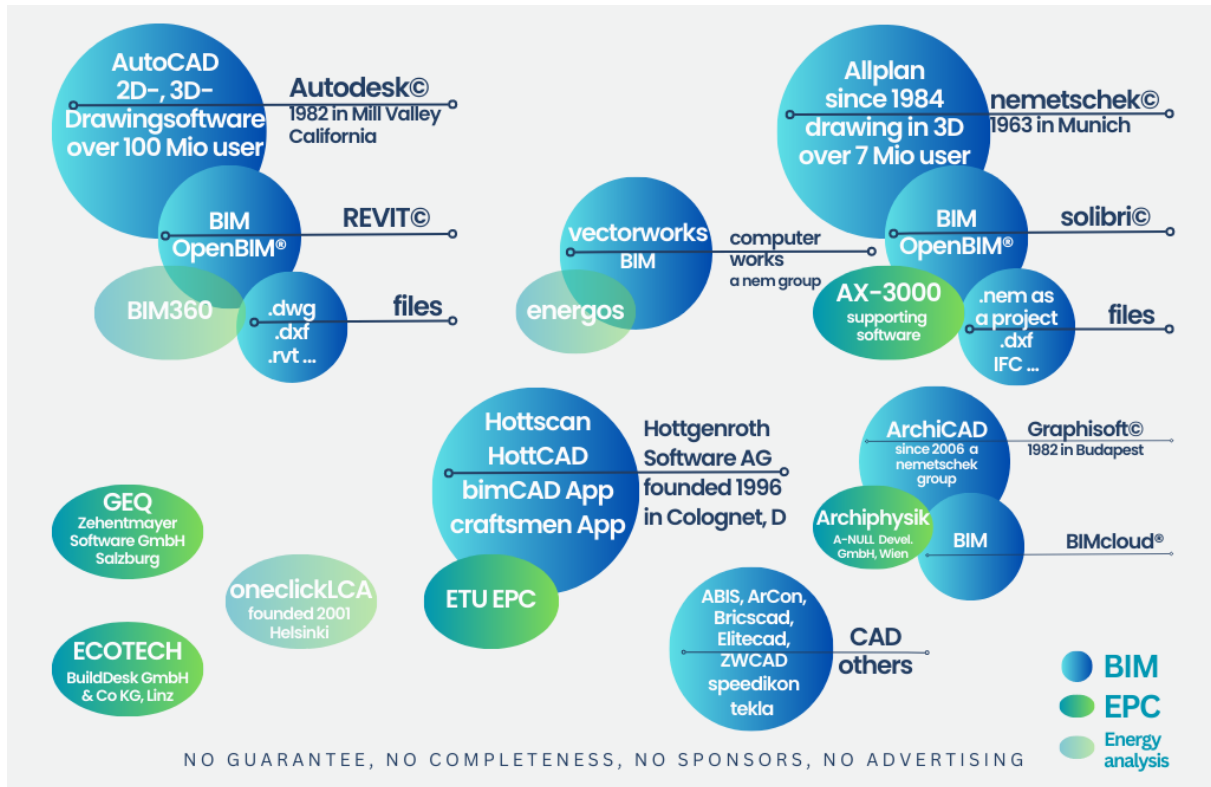 AutoCAD
2D-, 3D-
Drawingsoftware
over 100 Mio user
Autodesk©
1982 in Mill Valley
California
BIM
OpenBIM®
REVIT©
BIM360
.dwg
.dxf
.rvt ...
files
vectorworks
BIM
computer
works
a nem group
energos
Allplan
since 1984
drawing in 3D
over 7 Mio user
nemetschek©
1963 in Munich
BIM
OpenBIM®
solibri©
AX-3000
supporting
software
.nem as
a project
.dxf
IFC ...
files
Hottscan
HottCAD
bimCAD App
craftsmen App
Hottgenroth
Software AG
founded 1996
in Colognet, D
ETU EPC
ArchiCAD
since 2006 a
nemetschek
group
Graphisoft©
1982 in Budapest
Archiphysik
A-NULL Devel.
GmbH, Wien
BIM
BIMcloud®
GEQ
Zehentmayer
Software GmbH
Salzburg
oneclickLCA
founded 2001
Helsinki
ECOTECH
BuildDesk GmbH
& Co KG, Linz
ABIS, ArCon,
Bricscad,
Elitecad,
ZWCAD
speedikon
tekla
CAD
others
BIM
EPC
Energy
analysis
NO GUARANTEE, NO COMPLETENESS, NO SPONSORS, NO ADVERTISING